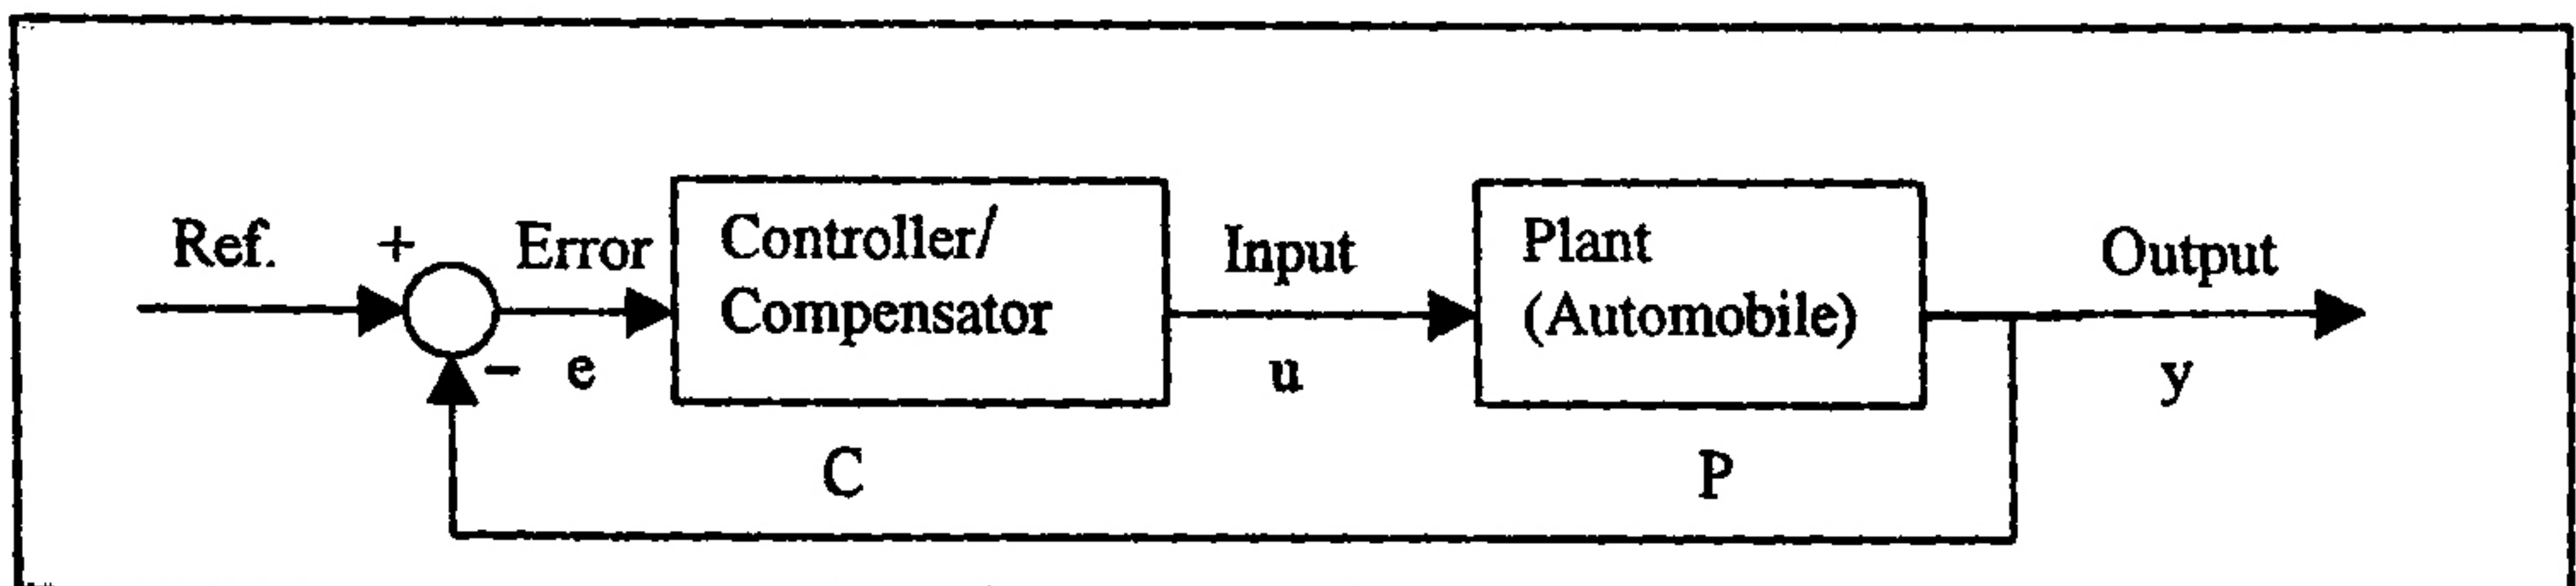 Ref.
+
Error
Controller/
Compensator
Input
Plant
(Automobile)
Output
−
e
u
y
C
P